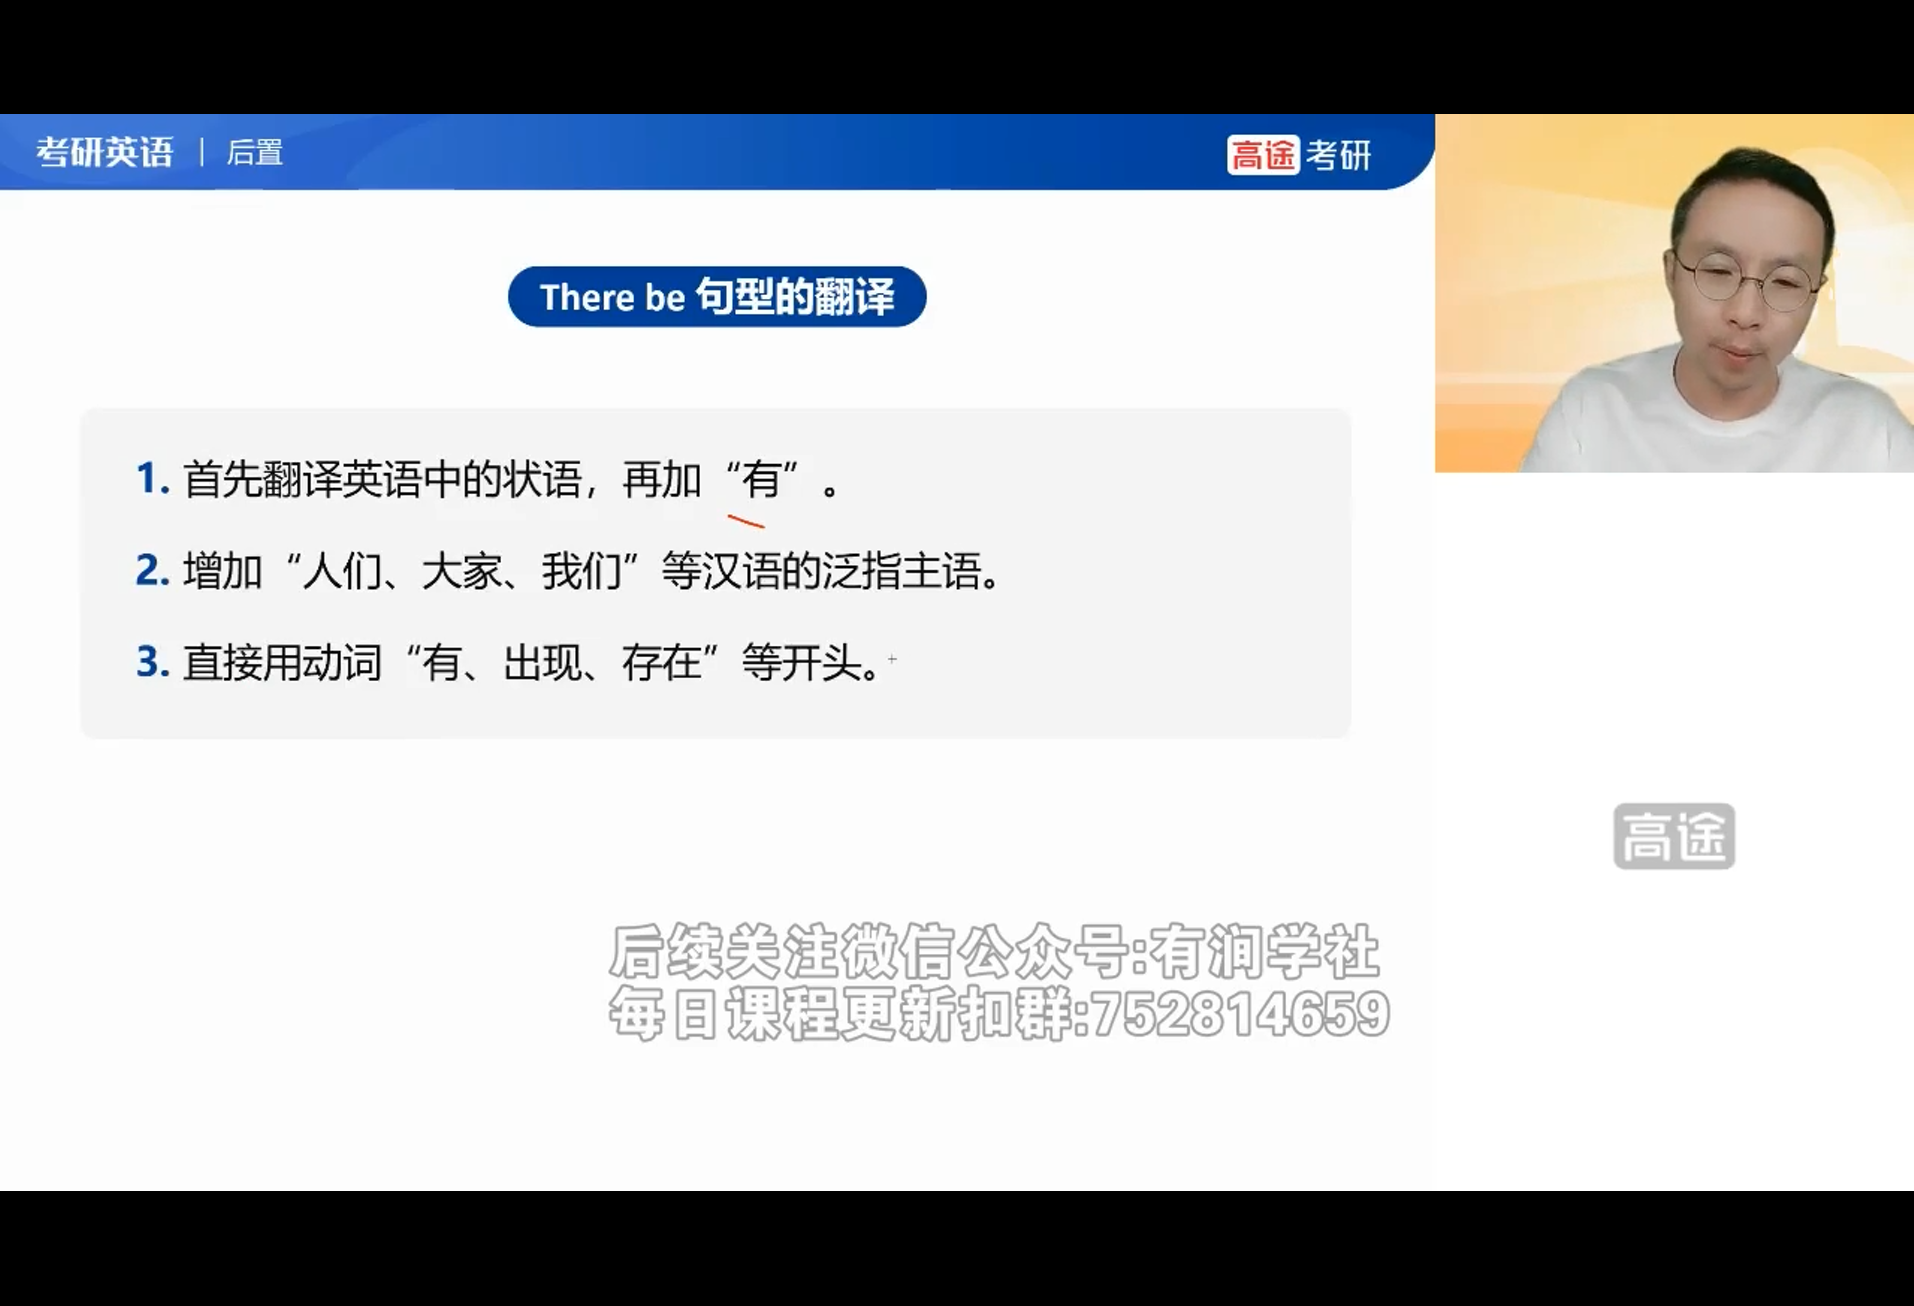 考研英语 | 后置
高途 考研
There be 句型的翻译
1. 首先翻译英语中的状语，再加“有”。
2. 增加“人们、大家、我们”等汉语的泛指主语。
3. 直接用动词“有、出现、存在”等开头。
高途
后续关注微信公众号:有润学社
每日课程更新扣群:752814659